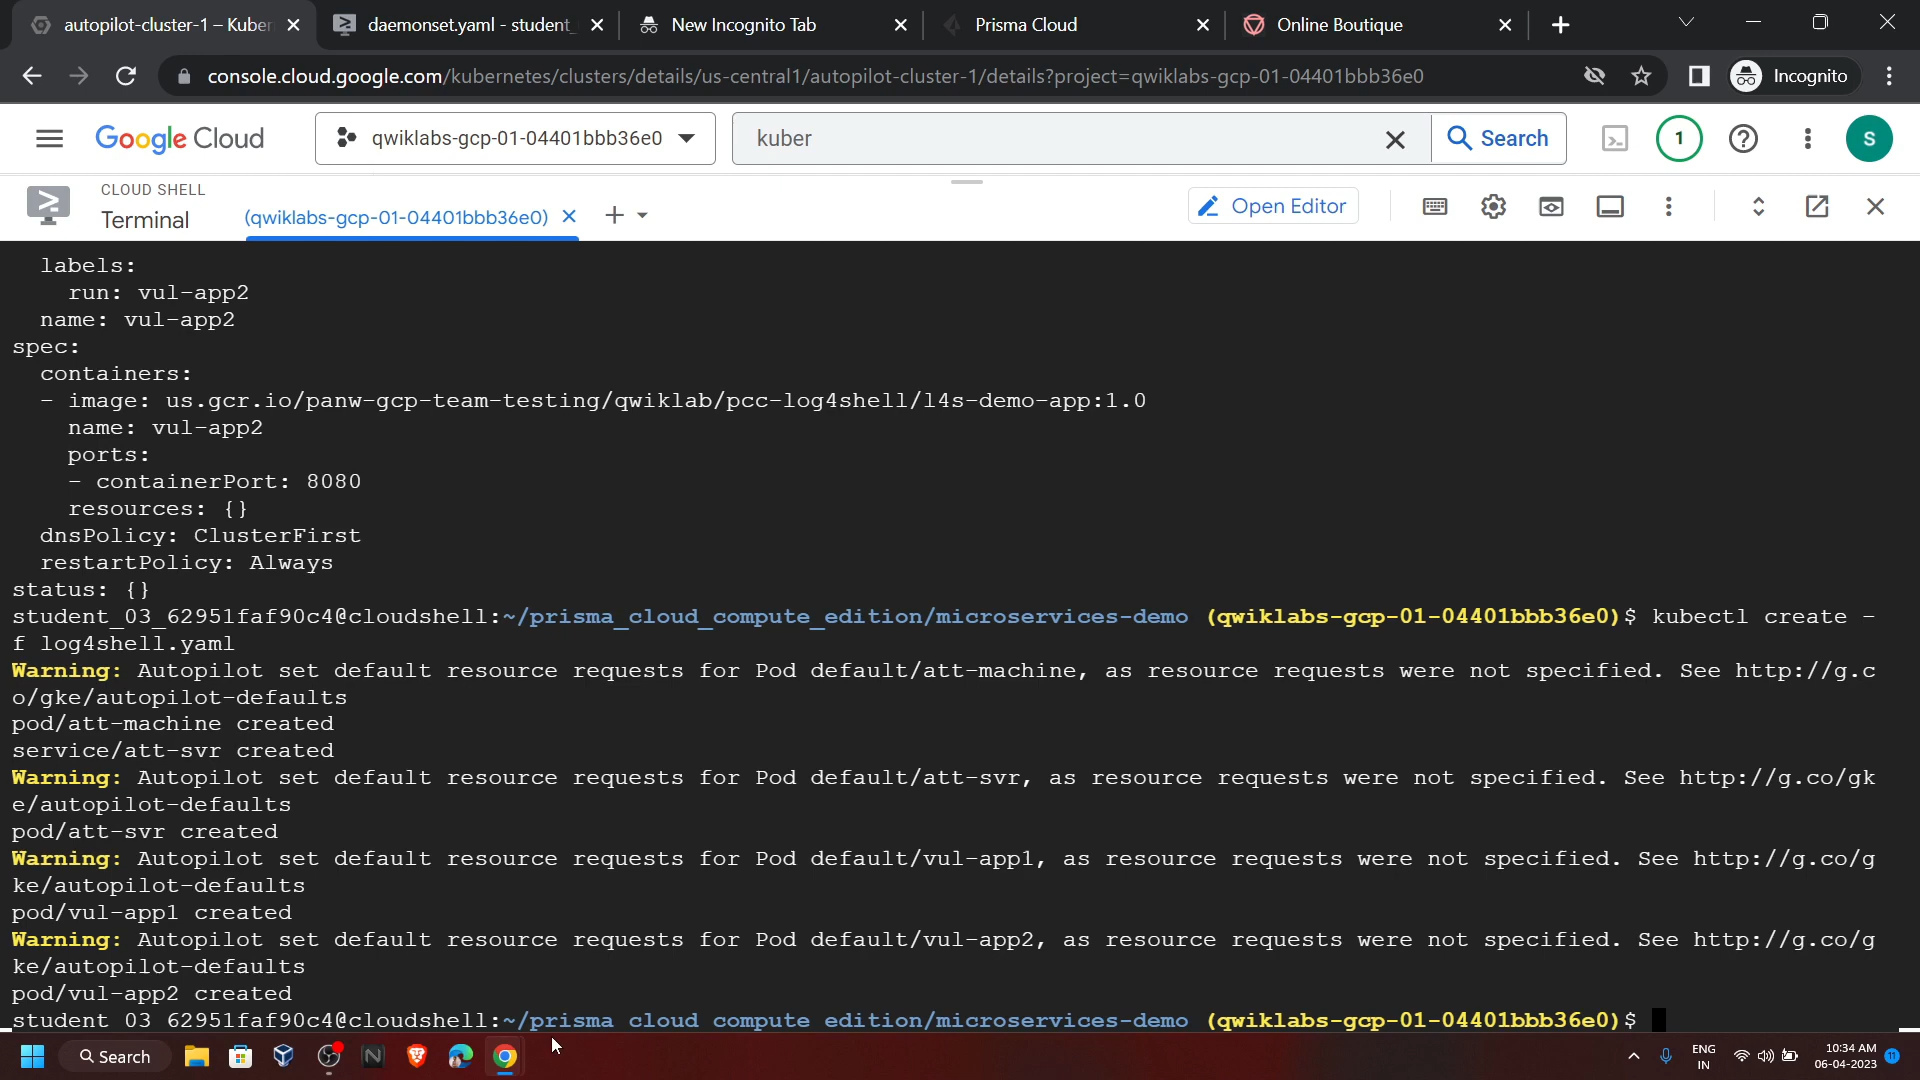 autopilot-cluster-1 – Kuber
daemonset.yaml - student_
New Incognito Tab
Prisma Cloud
Online Boutique
console.cloud.google.com/kubernetes/clusters/details/us-central1/autopilot-cluster-1/details?project=qwiklabs-gcp-01-04401bbb36e0
Incognito
Google Cloud
qwiklabs-gcp-01-04401bbb36e0
kuber
Search
1
S
CLOUD SHELL
Terminal
(qwiklabs-gcp-01-04401bbb36e0)
Open Editor
labels:
run: vul-app2
name: vul-app2
spec:
containers:
- image: us.gcr.io/panw-gcp-team-testing/qwiklab/pcc-log4shell/l4s-demo-app:1.0
name: vul-app2
ports:
- containerPort: 8080
resources: {}
dnsPolicy: ClusterFirst
restartPolicy: Always
status: {}
student_03_62951faf90c4@cloudshell:~/prisma_cloud_compute_edition/microservices-demo (qwiklabs-gcp-01-04401bbb36e0)$ kubectl create -
f log4shell.yaml
Warning: Autopilot set default resource requests for Pod default/att-machine, as resource requests were not specified. See http://g.c
o/gke/autopilot-defaults
pod/att-machine created
service/att-svr created
Warning: Autopilot set default resource requests for Pod default/att-svr, as resource requests were not specified. See http://g.co/gk
e/autopilot-defaults
pod/att-svr created
Warning: Autopilot set default resource requests for Pod default/vul-app1, as resource requests were not specified. See http://g.co/g
ke/autopilot-defaults
pod/vul-app1 created
Warning: Autopilot set default resource requests for Pod default/vul-app2, as resource requests were not specified. See http://g.co/g
ke/autopilot-defaults
pod/vul-app2 created
student_03_62951faf90c4@cloudshell:~/prisma_cloud_compute_edition/microservices-demo (qwiklabs-gcp-01-04401bbb36e0)$
Search
ENG
IN
10:34 AM
06-04-2023
11